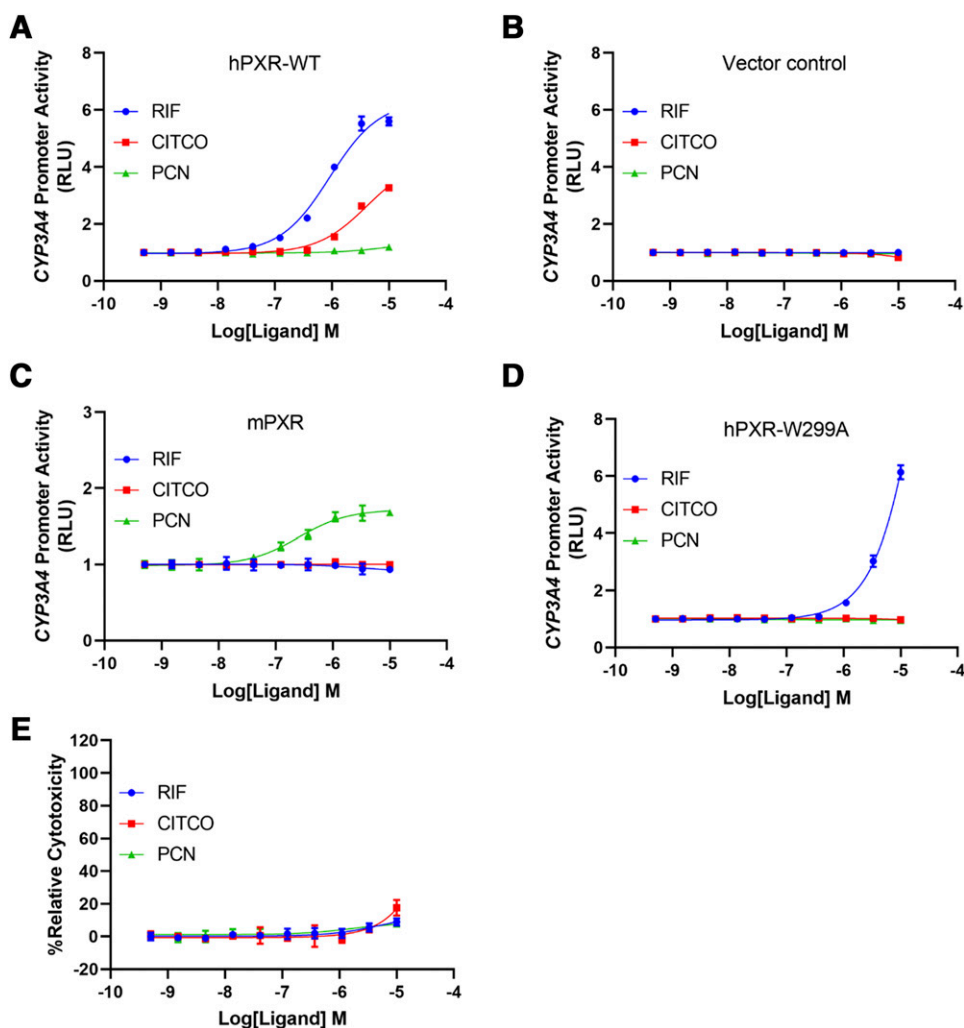 A
hPXR-WT
RIF
CITCO
PCN
CYP3A4 Promoter Activity
(RLU)
8
6
4
2
0
-10 -9 -8 -7 -6 -5 -4
Log[Ligand] M
B
Vector control
RIF
CITCO
PCN
CYP3A4 Promoter Activity
(RLU)
8
6
4
2
0
-10 -9 -8 -7 -6 -5 -4
Log[Ligand] M
C
mPXR
RIF
CITCO
PCN
CYP3A4 Promoter Activity
(RLU)
3
2
1
0
-10 -9 -8 -7 -6 -5 -4
Log[Ligand] M
D
hPXR-W299A
RIF
CITCO
PCN
CYP3A4 Promoter Activity
(RLU)
8
6
4
2
0
-10 -9 -8 -7 -6 -5 -4
Log[Ligand] M
E
RIF
CITCO
PCN
%Relative Cytotoxicity
120
100
80
60
40
20
0
-20
-10 -9 -8 -7 -6 -5 -4
Log[Ligand] M